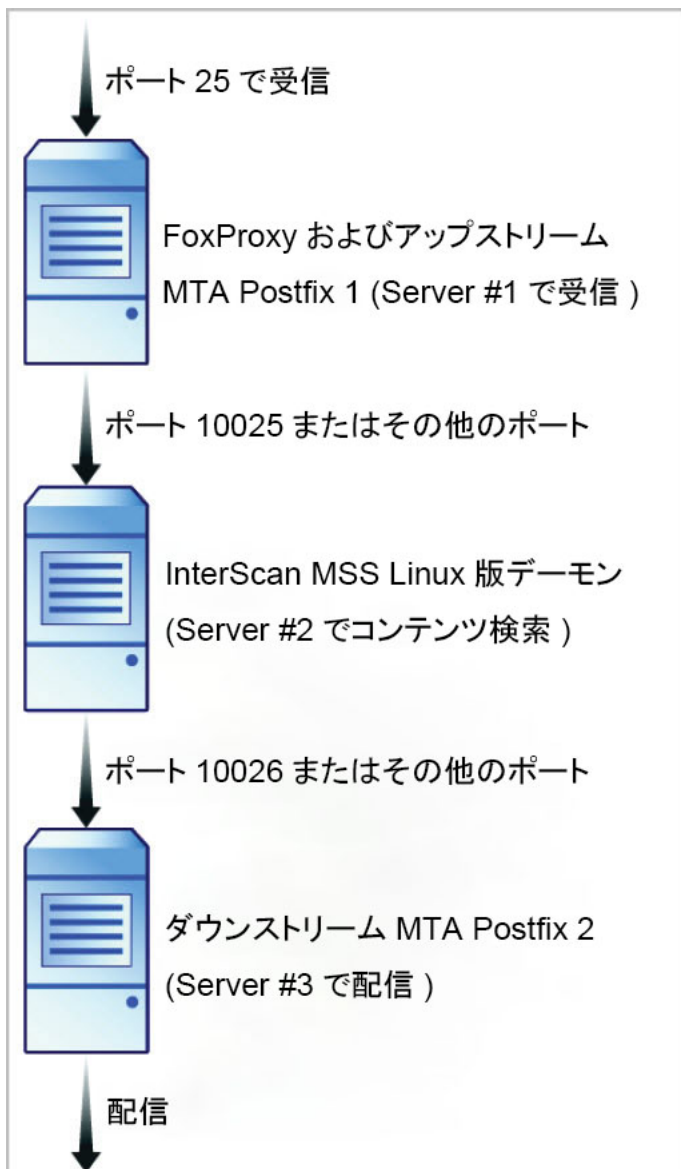 ポート 25 で受信
FoxProxy およびアップストリーム
MTA Postfix 1 (Server #1 で受信 )
ポート 10025 またはその他のポート
InterScan MSS Linux 版デーモン
(Server #2 でコンテンツ検索 )
ポート 10026 またはその他のポート
ダウンストリーム MTA Postfix 2
(Server #3 で配信 )
配信